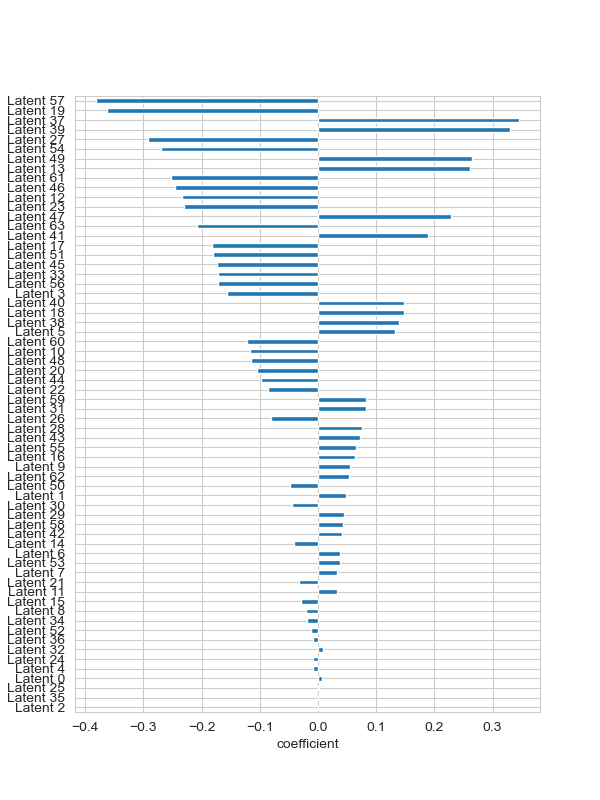 Latent 57
Latent 19
Latent 37
Latent 39
Latent 27
Latent 54
Latent 49
Latent 13
Latent 61
Latent 46
Latent 12
Latent 23
Latent 47
Latent 63
Latent 41
Latent 17
Latent 51
Latent 45
Latent 33
Latent 56
Latent 3
Latent 40
Latent 18
Latent 38
Latent 5
Latent 60
Latent 10
Latent 48
Latent 20
Latent 44
Latent 22
Latent 59
Latent 31
Latent 26
Latent 28
Latent 43
Latent 55
Latent 16
Latent 9
Latent 62
Latent 50
Latent 1
Latent 30
Latent 29
Latent 58
Latent 42
Latent 14
Latent 6
Latent 53
Latent 7
Latent 21
Latent 11
Latent 15
Latent 8
Latent 34
Latent 52
Latent 36
Latent 32
Latent 24
Latent 4
Latent 0
Latent 25
Latent 35
Latent 2
−0.4 −0.3 −0.2 −0.1 0.0 0.1 0.2 0.3
coefficient